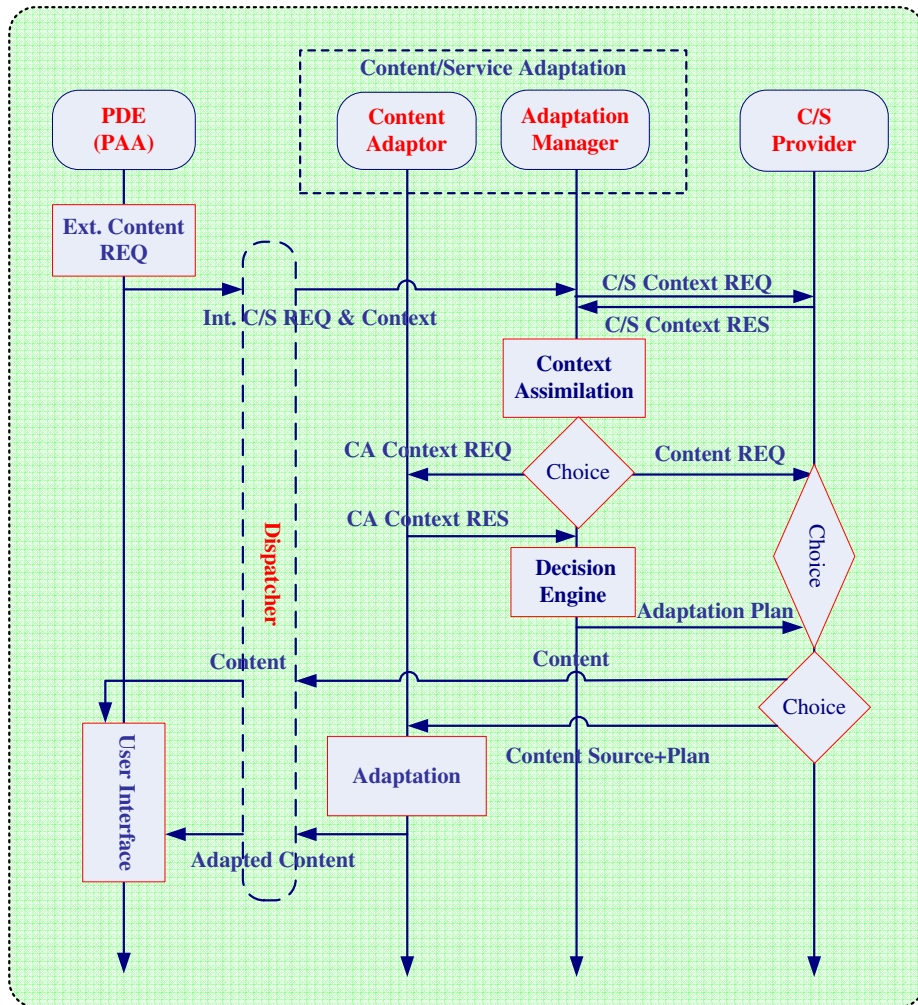 Content/Service Adaptation
PDE
(PAA)
Content
Adaptor
Adaptation
Manager
C/S
Provider
Ext. Content
REQ
C/S Context REQ
Int. C/S REQ & Context
C/S Context RES
Context
Assimilation
CA Context REQ
Choice
Content REQ
CA Context RES
Dispatcher
Choice
Decision
Engine
Adaptation Plan
Content
Content
Choice
User Interface
Content Source+Plan
Adaptation
Adapted Content